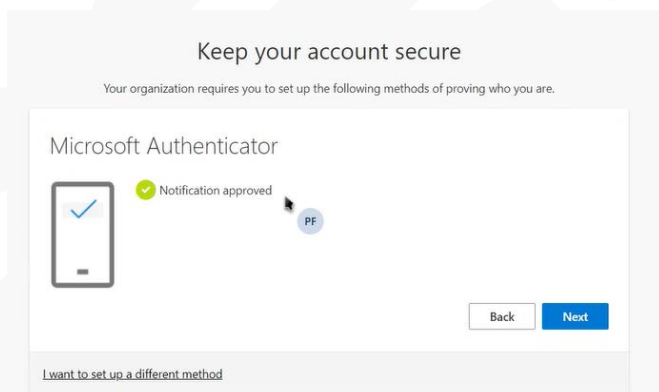 Keep your account secure
Your organization requires you to set up the following methods of proving who you are.
Microsoft Authenticator
Notification approved
PF
Back
Next
I want to set up a different method